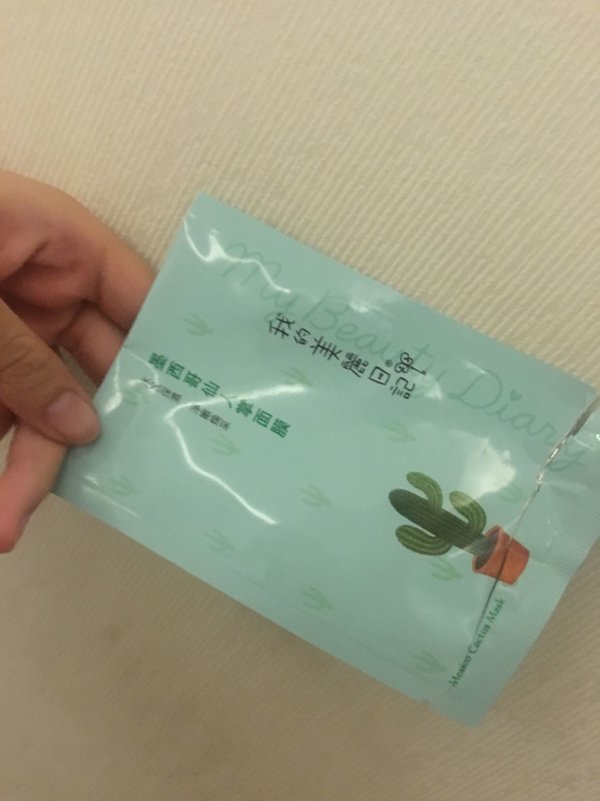 My Beauty Diary
我的美麗日記®
墨西哥仙人掌面膜
Mexico Cactus Mask